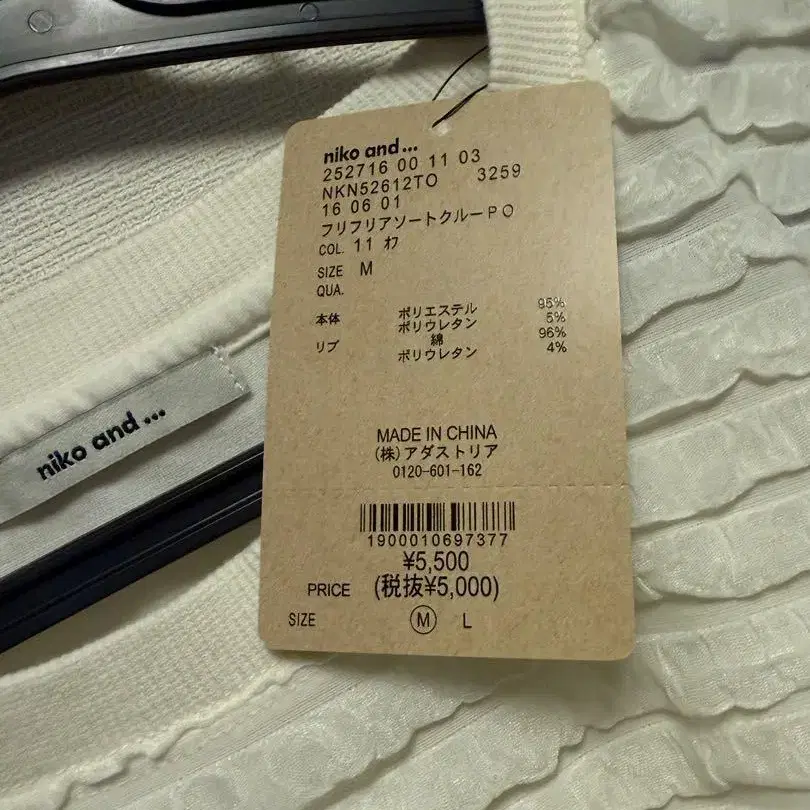 niko and ...
252716 00 11 03
NKN52612TO 3259
16 06 01
フリフリアソートクルーPO
COL. 11 オフ
SIZE M
QUA.
本体 ポリエステル 95%
ポリウレタン 5%
リブ 綿 96%
ポリウレタン 4%
MADE IN CHINA
(株)アダストリア
0120-601-162
1900010697377
¥5,500
PRICE (税抜¥5,000)
SIZE M L
niko and ...